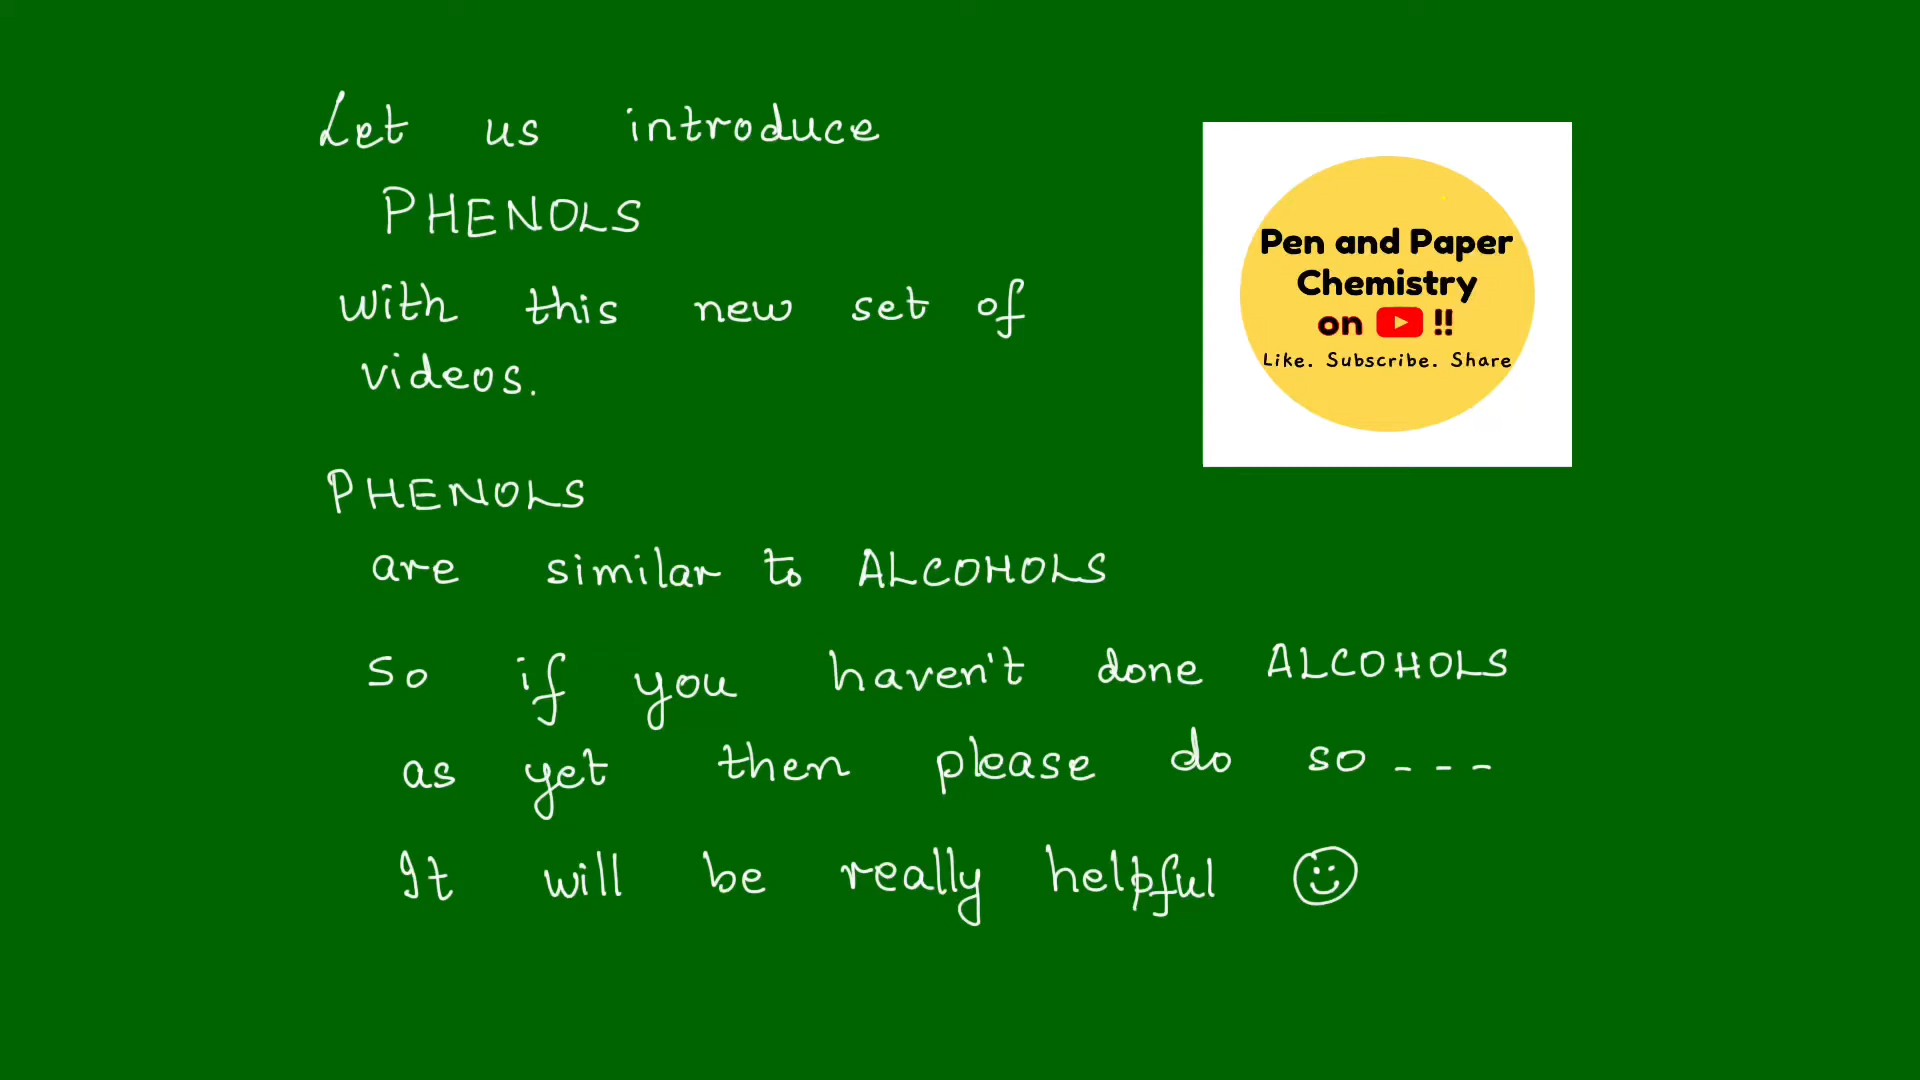 Let us introduce
PHENOLS
with this new set of
videos.
PHENOLS
are similar to ALCOHOLS
So if you haven't done ALCOHOLS
as yet then please do so - - -
It will be really helpful
Pen and Paper
Chemistry
on !!
Like. Subscribe. Share